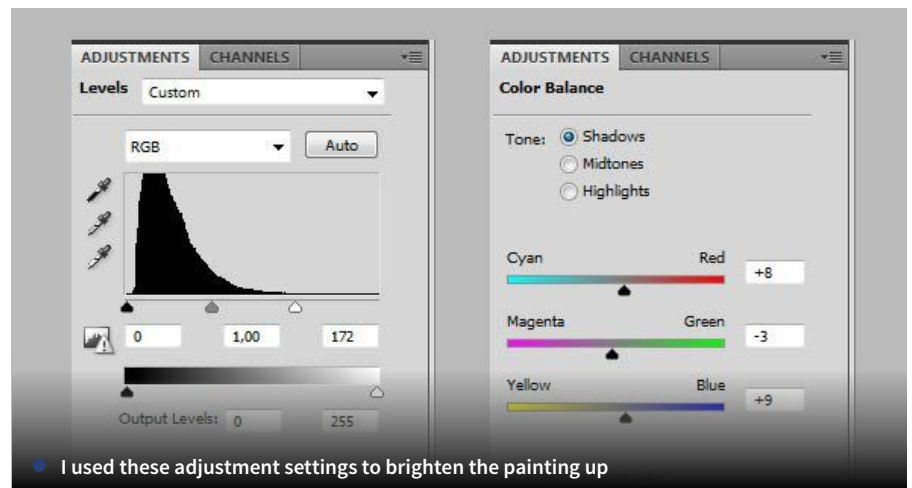 ADJUSTMENTS CHANNELS
Levels Custom
RGB Auto
0 1,00 172
Output Levels: 0 255
ADJUSTMENTS CHANNELS
Color Balance
Tone: Shadows
Midtones
Highlights
Cyan Red +8
Magenta Green -3
Yellow Blue +9
I used these adjustment settings to brighten the painting up